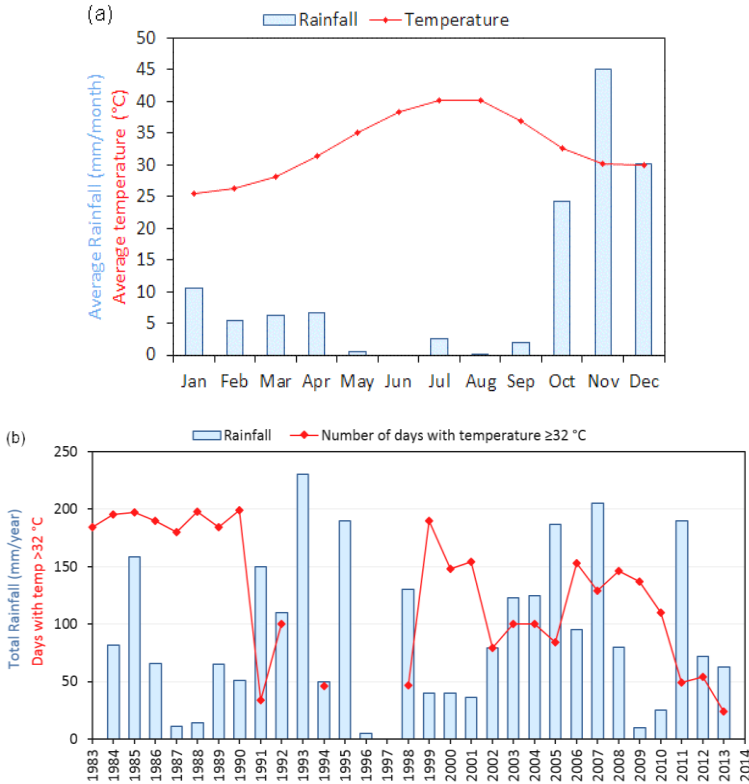 (a)
Rainfall Temperature
Average Rainfall (mm/month)
Average temperature (°C)
50
45
40
35
30
25
20
15
10
5
0
Jan Feb Mar Apr May Jun Jul Aug Sep Oct Nov Dec
(b)
Rainfall Number of days with temperature ≥32 °C
Total Rainfall (mm/year)
Days with temp >32 °C
250
200
150
100
50
0
1983 1984 1985 1986 1987 1988 1989 1990 1991 1992 1993 1994 1995 1996 1997 1998 1999 2000 2001 2002 2003 2004 2005 2006 2007 2008 2009 2010 2011 2012 2013 2014